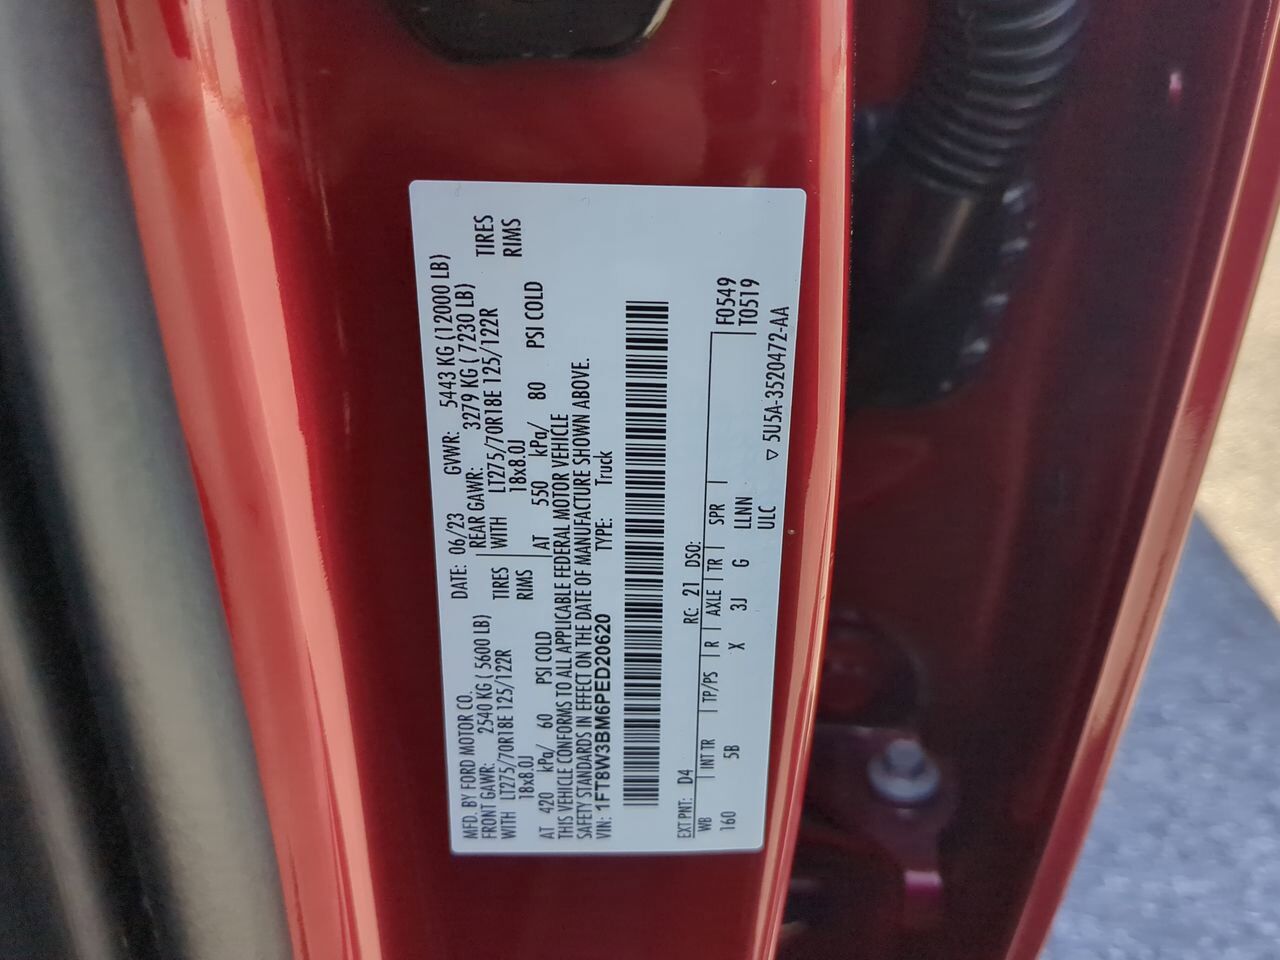 MFD. BY FORD MOTOR CO. DATE: 06/23 GVWR: 5443 KG (12000 LB)
FRONT GAWR: 2540 KG ( 5600 LB) REAR GAWR: 3279 KG ( 7230 LB)
WITH LT275/70R18E 125/122R TIRES WITH LT275/70R18E 125/122R TIRES
18x8.0J RIMS 18x8.0J RIMS
AT 420 kPa/ 60 PSI COLD AT 550 kPa/ 80 PSI COLD
THIS VEHICLE CONFORMS TO ALL APPLICABLE FEDERAL MOTOR VEHICLE
SAFETY STANDARDS IN EFFECT ON THE DATE OF MANUFACTURE SHOWN ABOVE.
VIN: 1FT8W3BM6PED20620 TYPE: Truck
EXT PNT: D4 RC: 21 DSO:
WB INT TR TP/PS R AXLE TR SPR F0549
160 5B X 3J G LLNN T0519
ULC ▽ 5U5A-3520472-AA